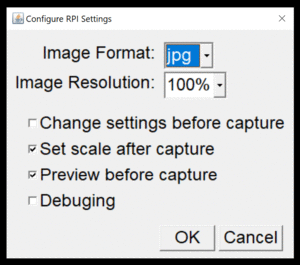 Configure RPI Settings
Image Format: jpg
Image Resolution: 100%
Change settings before capture
Set scale after capture
Preview before capture
Debuging
OK Cancel